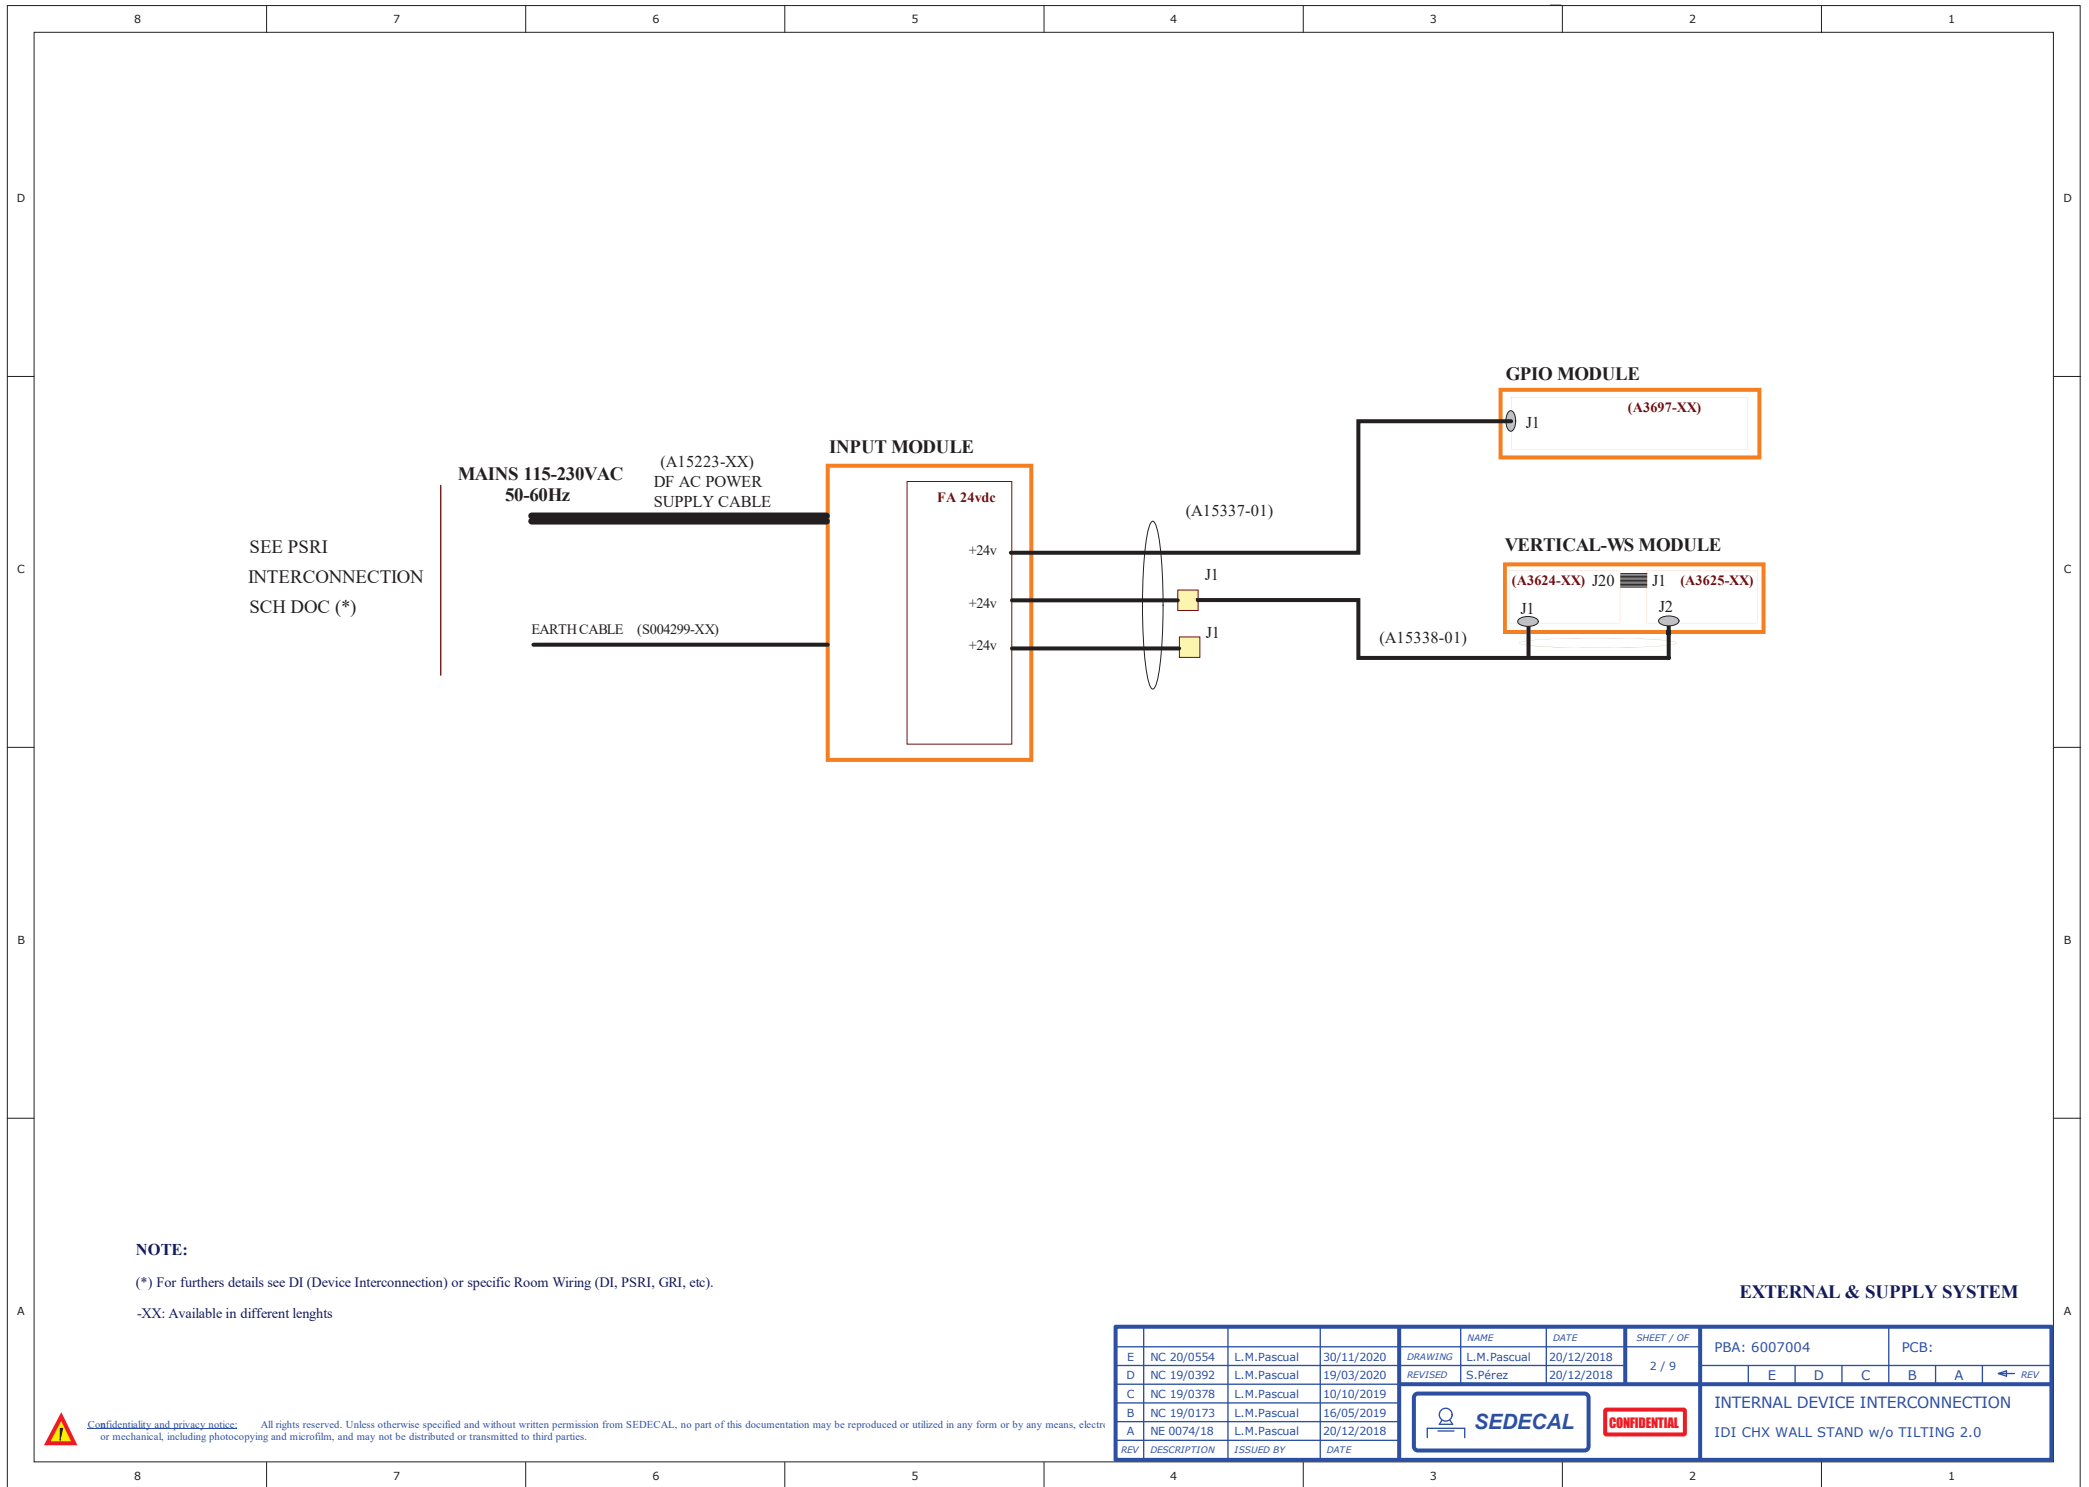 8 7 6 5 4 3 2 1
D D
GPIO MODULE
(A3697-XX)
J1
INPUT MODULE
MAINS 115-230VAC
50-60Hz
(A15223-XX)
DF AC POWER
SUPPLY CABLE
FA 24vdc
(A15337-01)
SEE PSRI
INTERCONNECTION
SCH DOC (*)
+24v
VERTICAL-WS MODULE
C C
J1
(A3624-XX) J20 J1 (A3625-XX)
+24v
J1 J2
EARTH CABLE (S004299-XX)
J1
+24v
(A15338-01)
B B
NOTE:
(*) For furthers details see DI (Device Interconnection) or specific Room Wiring (DI, PSRI, GRI, etc).
-XX: Available in different lenghts
EXTERNAL & SUPPLY SYSTEM
A A
NAME DATE SHEET / OF
E NC 20/0554 L.M.Pascual 30/11/2020 DRAWING L.M.Pascual 20/12/2018 2 / 9 PBA: 6007004 PCB:
D NC 19/0392 L.M.Pascual 19/03/2020 REVISED S.Pérez 20/12/2018 E D C B A REV
C NC 19/0378 L.M.Pascual 10/10/2019
B NC 19/0173 L.M.Pascual 16/05/2019
A NE 0074/18 L.M.Pascual 20/12/2018
REV DESCRIPTION ISSUED BY DATE
SEDECAL
CONFIDENTIAL
INTERNAL DEVICE INTERCONNECTION
IDI CHX WALL STAND w/o TILTING 2.0
Confidentiality and privacy notice: All rights reserved. Unless otherwise specified and without written permission from SEDECAL, no part of this documentation may be reproduced or utilized in any form or by any means, electro
or mechanical, including photocopying and microfilm, and may not be distributed or transmitted to third parties.
8 7 6 5 4 3 2 1